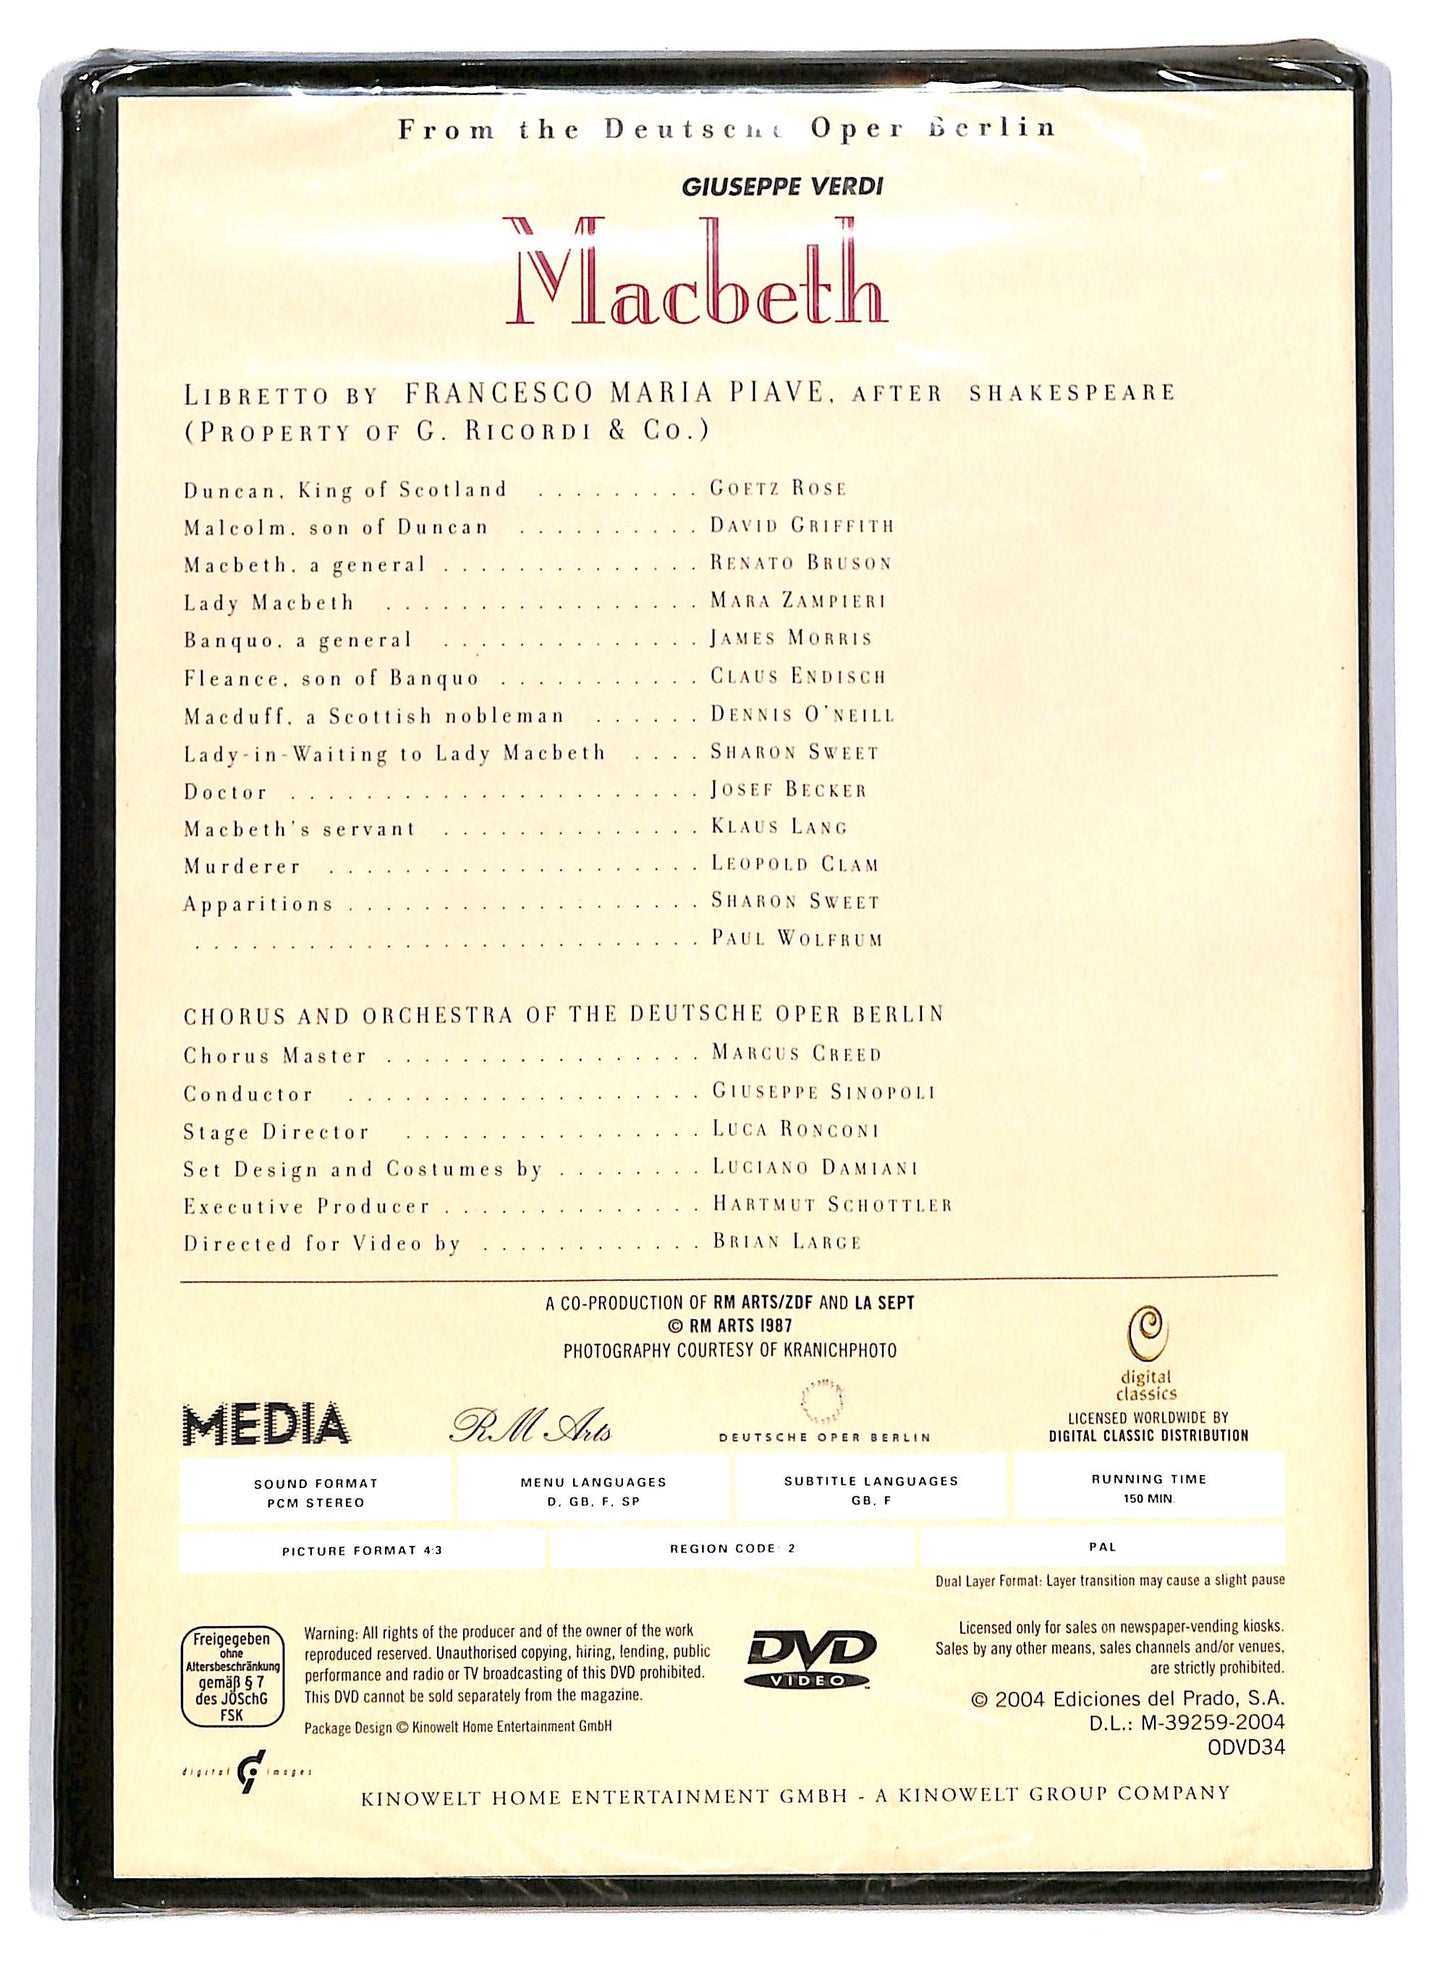 From the Deutsche Oper Berlin
GIUSEPPE VERDI
Macbeth
LIBRETTO BY FRANCESCO MARIA PIAVE, AFTER SHAKESPEARE
(PROPERTY OF G. RICORDI & CO.)
Duncan, King of Scotland . . . . . . . . . GOETZ ROSE
Malcolm, son of Duncan . . . . . . . . . . DAVID GRIFFITH
Macbeth, a general . . . . . . . . . . . . . . RENATO BRUSON
Lady Macbeth . . . . . . . . . . . . . . . . . MARA ZAMPIERI
Banquo, a general . . . . . . . . . . . . . . JAMES MORRIS
Fleance, son of Banquo . . . . . . . . . . . CLAUS ENDISCH
Macduff, a Scottish nobleman . . . . . . DENNIS O'NEILL
Lady-in-Waiting to Lady Macbeth . . . . SHARON SWEET
Doctor . . . . . . . . . . . . . . . . . . . . . . JOSEF BECKER
Macbeth's servant . . . . . . . . . . . . . . KLAUS LANG
Murderer . . . . . . . . . . . . . . . . . . . . LEOPOLD CLAM
Apparitions . . . . . . . . . . . . . . . . . . . SHARON SWEET
. . . . . . . . . . . . . . . . . . . . . . . . . . . PAUL WOLFRUM
CHORUS AND ORCHESTRA OF THE DEUTSCHE OPER BERLIN
Chorus Master . . . . . . . . . . . . . . . . . MARCUS CREED
Conductor . . . . . . . . . . . . . . . . . . . GIUSEPPE SINOPOLI
Stage Director . . . . . . . . . . . . . . . . LUCA RONCONI
Set Design and Costumes by . . . . . . . . LUCIANO DAMIANI
Executive Producer . . . . . . . . . . . . . . HARTMUT SCHOTTLER
Directed for Video by . . . . . . . . . . . . BRIAN LARGE
A CO-PRODUCTION OF RM ARTS/ZDF AND LA SEPT
© RM ARTS 1987
PHOTOGRAPHY COURTESY OF KRANICHPHOTO
digital
classics
LICENSED WORLDWIDE BY
DIGITAL CLASSIC DISTRIBUTION
MEDIA
RM Arts
DEUTSCHE OPER BERLIN
SOUND FORMAT
PCM STEREO
MENU LANGUAGES
D, GB, F, SP
SUBTITLE LANGUAGES
GB, F
RUNNING TIME
150 MIN.
PICTURE FORMAT 4:3
REGION CODE: 2
PAL
Dual Layer Format: Layer transition may cause a slight pause
Freigegeben
ohne
Altersbeschränkung
gemäß § 7
des JÖSchG
FSK
Warning: All rights of the producer and of the owner of the work
reproduced reserved. Unauthorised copying, hiring, lending, public
performance and radio or TV broadcasting of this DVD prohibited.
This DVD cannot be sold separately from the magazine.
Package Design © Kinowelt Home Entertainment GmbH
DVD
VIDEO
Licensed only for sales on newspaper-vending kiosks.
Sales by any other means, sales channels and/or venues,
are strictly prohibited.
© 2004 Ediciones del Prado, S.A.
D.L.: M-39259-2004
ODVD34
digital images
KINOWELT HOME ENTERTAINMENT GMBH - A KINOWELT GROUP COMPANY